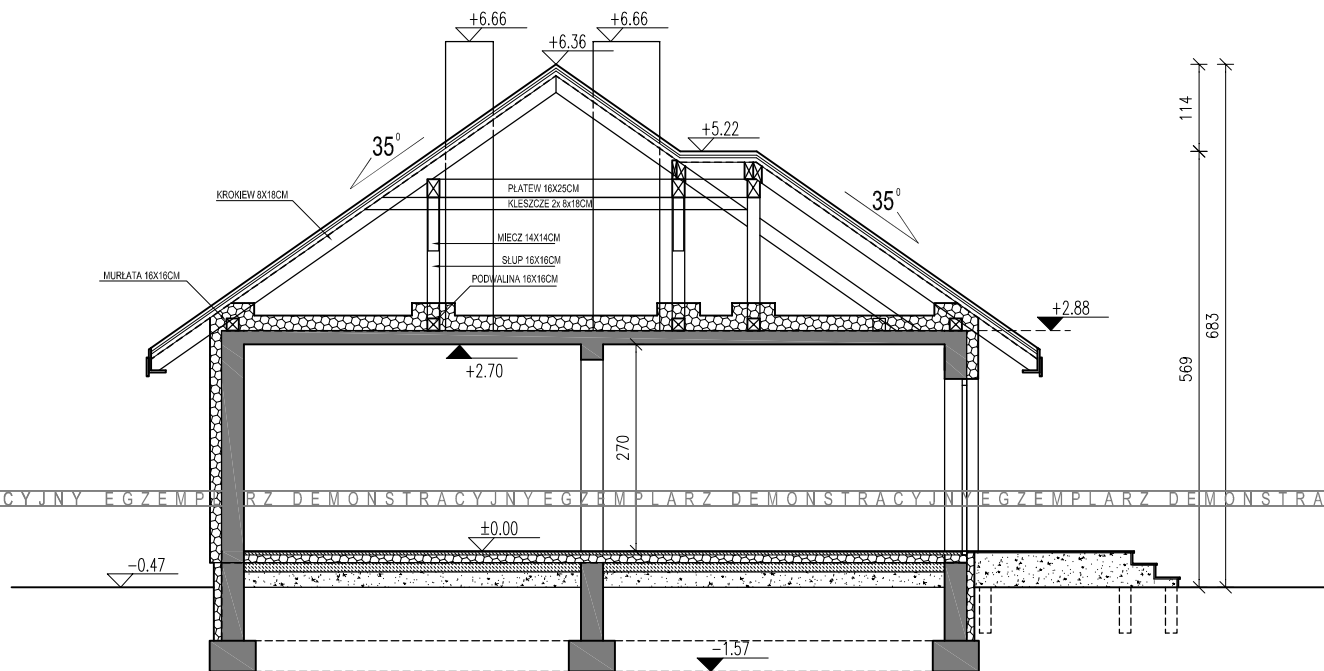 +6.66
+6.66
+6.36
114
+5.22
35°
683
KROKIEW 8X18CM
PŁATEW 16X25CM
35°
KLESZCZE 2x 8x18CM
MIECZ 14X14CM
SŁUP 16X16CM
MURŁATA 16X16CM
PODWALINA 16X16CM
+2.88
569
+2.70
270
CYJNY EGZEMPLARZ DEMONSTRACYJNY EGZEMPLARZ DEMONSTRACYJNY EGZEMPLARZ DEMONSTRA
±0.00
-0.47
-1.57